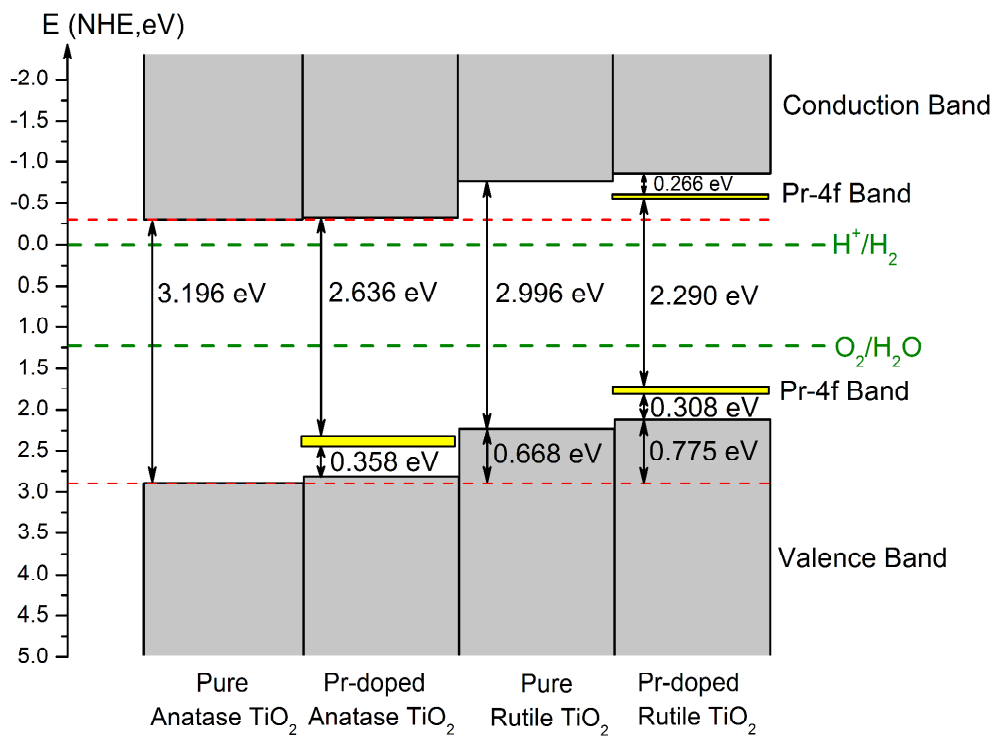 E (NHE,eV)
-2.0
-1.5
-1.0
-0.5
0.0
0.5
1.0
1.5
2.0
2.5
3.0
3.5
4.0
4.5
5.0
Conduction Band
0.266 eV
Pr-4f Band
H⁺/H₂
3.196 eV
2.636 eV
2.996 eV
2.290 eV
O₂/H₂O
Pr-4f Band
0.308 eV
0.358 eV
0.668 eV
0.775 eV
Valence Band
Pure
Anatase TiO₂
Pr-doped
Anatase TiO₂
Pure
Rutile TiO₂
Pr-doped
Rutile TiO₂